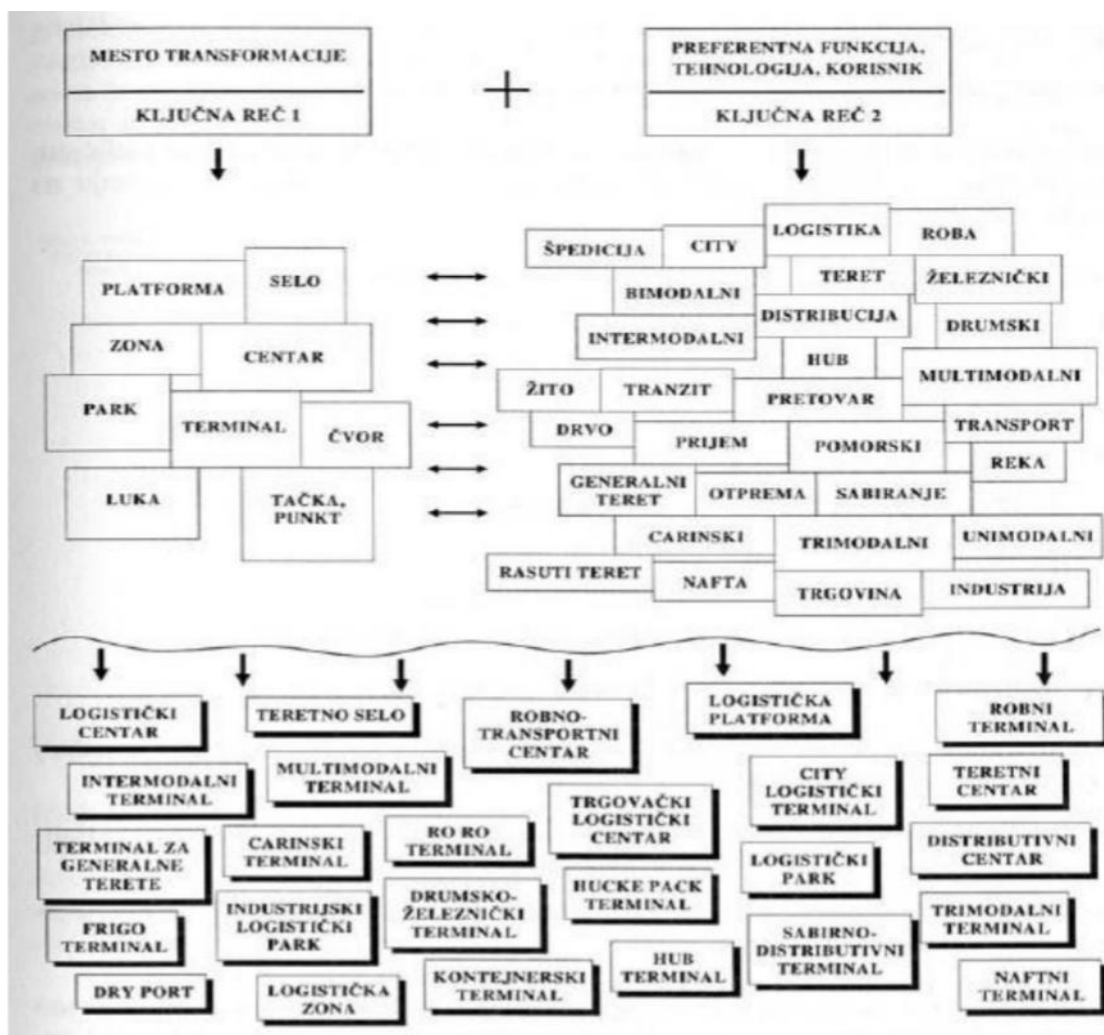 MESTO TRANSFORMACIJE
KLJUČNA REČ 1
PREFERENTNA FUNKCIJA,
TEHNOLOGIJA, KORISNIK
KLJUČNA REČ 2
PLATFORMA
SELO
ZONA
CENTAR
PARK
TERMINAL
ČVOR
LUKA
TAČKA,
PUNKT
ŠPEDICIJA
CITY
LOGISTIKA
ROBA
BIMODALNI
TERET
ŽELEZNIČKI
INTERMODALNI
DISTRIBUCIJA
DRUMSKI
HUB
MULTIMODALNI
ŽITO
TRANZIT
PRETOVAR
TRANSPORT
DRVO
PRIJEM
POMORSKI
REKA
GENERALNI
TERET
OTPREMA
SABIRANJE
CARINSKI
TRIMODALNI
UNIMODALNI
RASUTI TERET
NAFTA
TRGOVINA
INDUSTRIJA
LOGISTIČKI
CENTAR
TERETNO SELO
ROBNO-
TRANSPORTNI
CENTAR
LOGISTIČKA
PLATFORMA
ROBNI
TERMINAL
INTERMODALNI
TERMINAL
MULTIMODALNI
TERMINAL
TRGOVAČKI
LOGISTIČKI
CENTAR
CITY
LOGISTIČKI
TERMINAL
TERETNI
CENTAR
TERMINAL ZA
GENERALNE
TERETE
CARINSKI
TERMINAL
RO RO
TERMINAL
LOGISTIČKI
PARK
DISTRIBUTIVNI
CENTAR
FRIGO
TERMINAL
INDUSTRIJSKI
LOGISTIČKI
PARK
DRUMSKO-
ŽELEZNIČKI
TERMINAL
HUCKE PACK
TERMINAL
SABIRNO-
DISTRIBUTIVNI
TERMINAL
TRIMODALNI
TERMINAL
DRY PORT
LOGISTIČKA
ZONA
KONTEJNERSKI
TERMINAL
HUB
TERMINAL
NAFTNI
TERMINAL